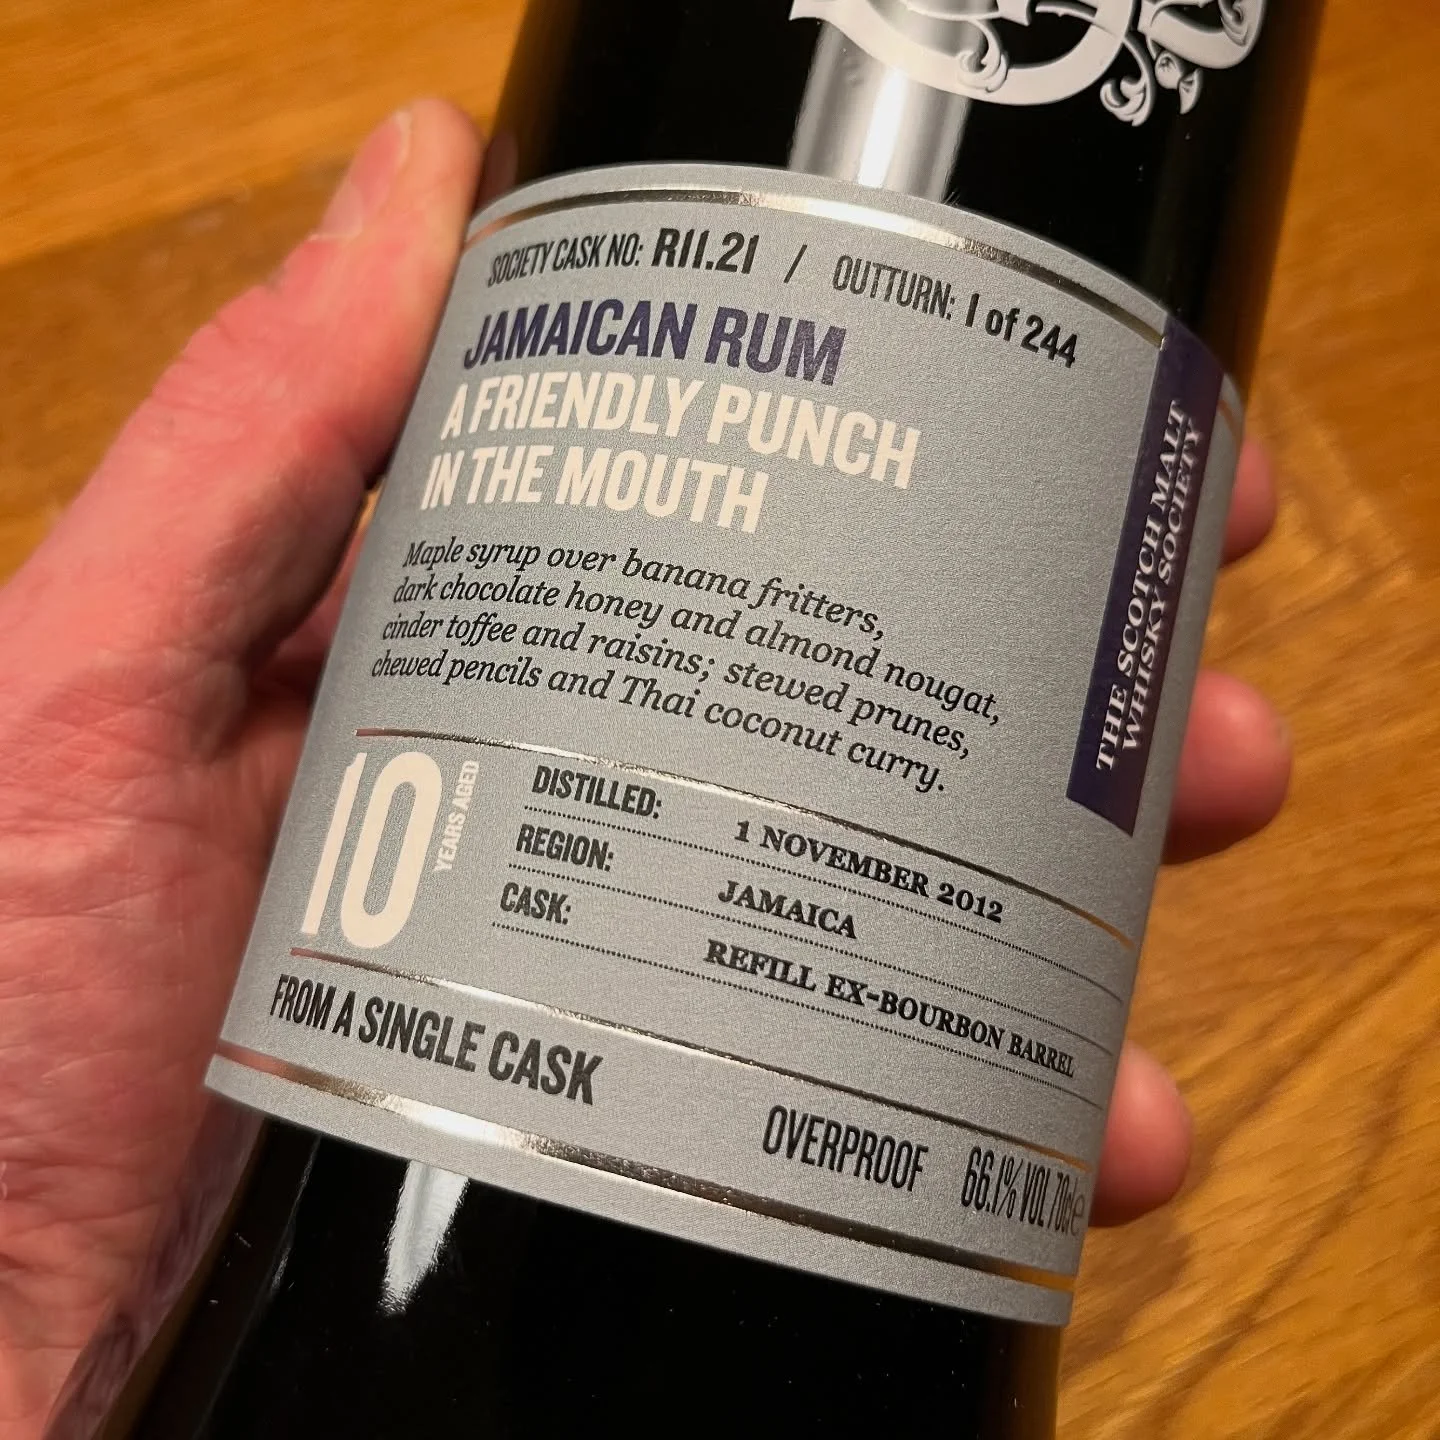 SOCIETY CASK NO: R11.21 / OUTTURN: 1 of 244
JAMAICAN RUM
A FRIENDLY PUNCH
IN THE MOUTH
Maple syrup over banana fritters,
dark chocolate honey and almond nougat,
cinder toffee and raisins; stewed prunes,
chewed pencils and Thai coconut curry.
10 YEARS AGED
DISTILLED: 1 NOVEMBER 2012
REGION: JAMAICA
CASK: REFILL EX-BOURBON BARREL
FROM A SINGLE CASK
OVERPROOF 66.1% VOL 70cl e
THE SCOTCH MALT
WHISKY SOCIETY